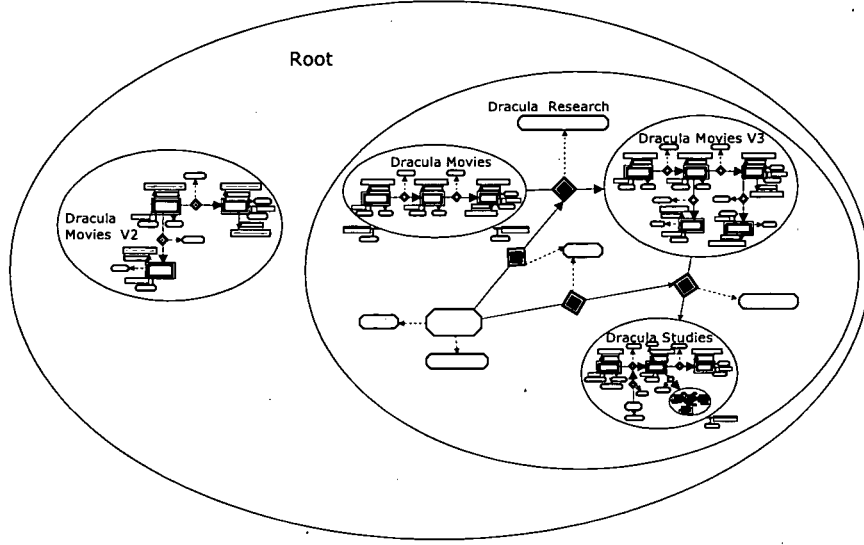 Root
Dracula Research
Dracula Movies
Dracula Movies V3
Dracula
Movies V2
Dracula Studies